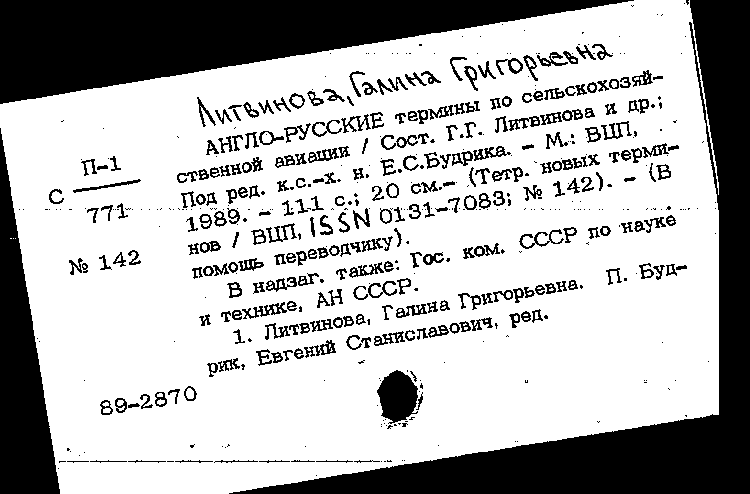 Литвинова, Галина Григорьевна
АНГЛО-РУССКИЕ термины по сельскохозяй-
ственной авиации / Сост. Г.Г. Литвинова и др.;
Под ред. к.с.-х. н. Е.С.Будрика. - М.: ВЦП,
1989. - 111 с.; 20 см.- (Тетр. новых терми-
нов / ВЦП, ISSN 0131-7083; № 142). - (В
помощь переводчику).
В надзаг. также: Гос. ком. СССР по науке
и технике, АН СССР.
1. Литвинова, Галина Григорьевна. П. Буд-
рик, Евгений Станиславович, ред.
П-1
С
771
№ 142
89-2870